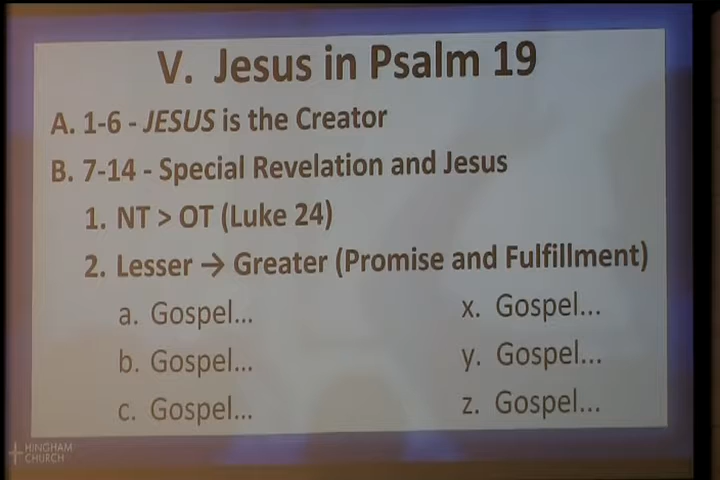 V. Jesus in Psalm 19
A. 1-6 - JESUS is the Creator
B. 7-14 - Special Revelation and Jesus
1. NT > OT (Luke 24)
2. Lesser → Greater (Promise and Fulfillment)
a. Gospel... x. Gospel...
b. Gospel... y. Gospel...
c. Gospel... z. Gospel...
HINGHAM
CHURCH